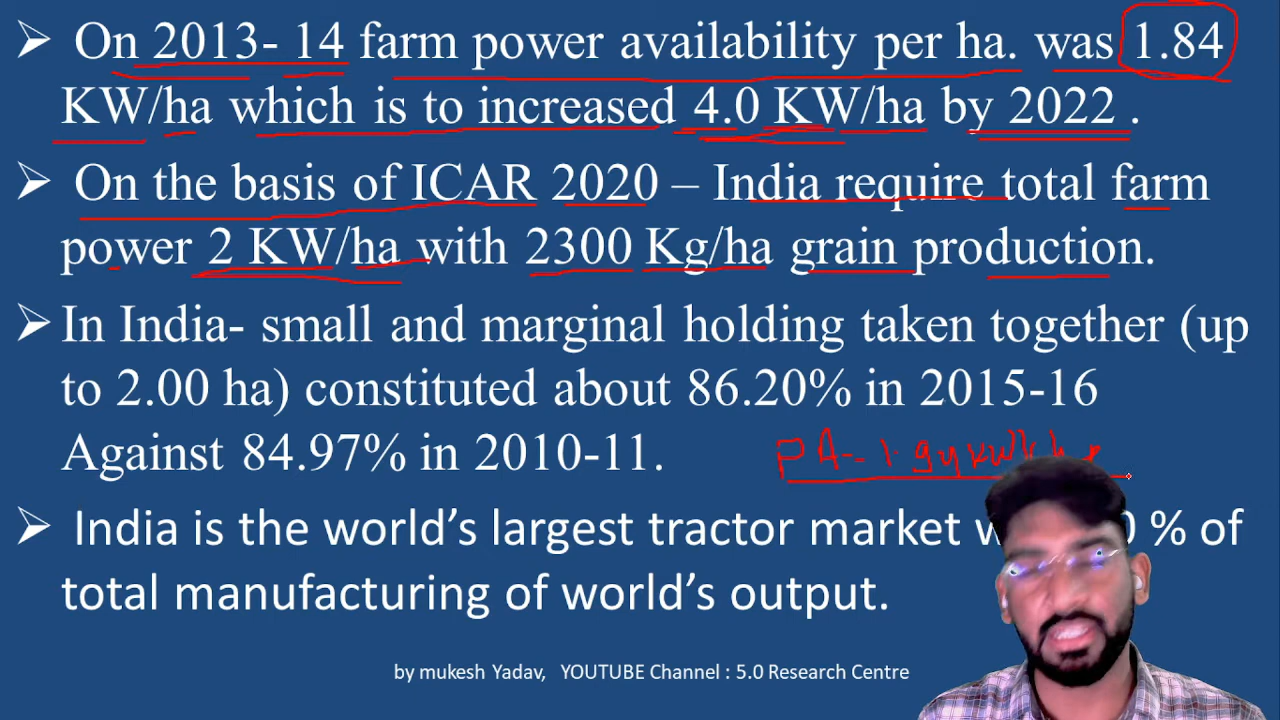 ➢ On 2013- 14 farm power availability per ha. was 1.84
KW/ha which is to increased 4.0 KW/ha by 2022 .
➢ On the basis of ICAR 2020 – India require total farm
power 2 KW/ha with 2300 Kg/ha grain production.
➢ In India- small and marginal holding taken together (up
to 2.00 ha) constituted about 86.20% in 2015-16
Against 84.97% in 2010-11.
PA-- 1.
➢ India is the world’s largest tractor market % of
total manufacturing of world’s output.
by mukesh Yadav, YOUTUBE Channel : 5.0 Research Centre